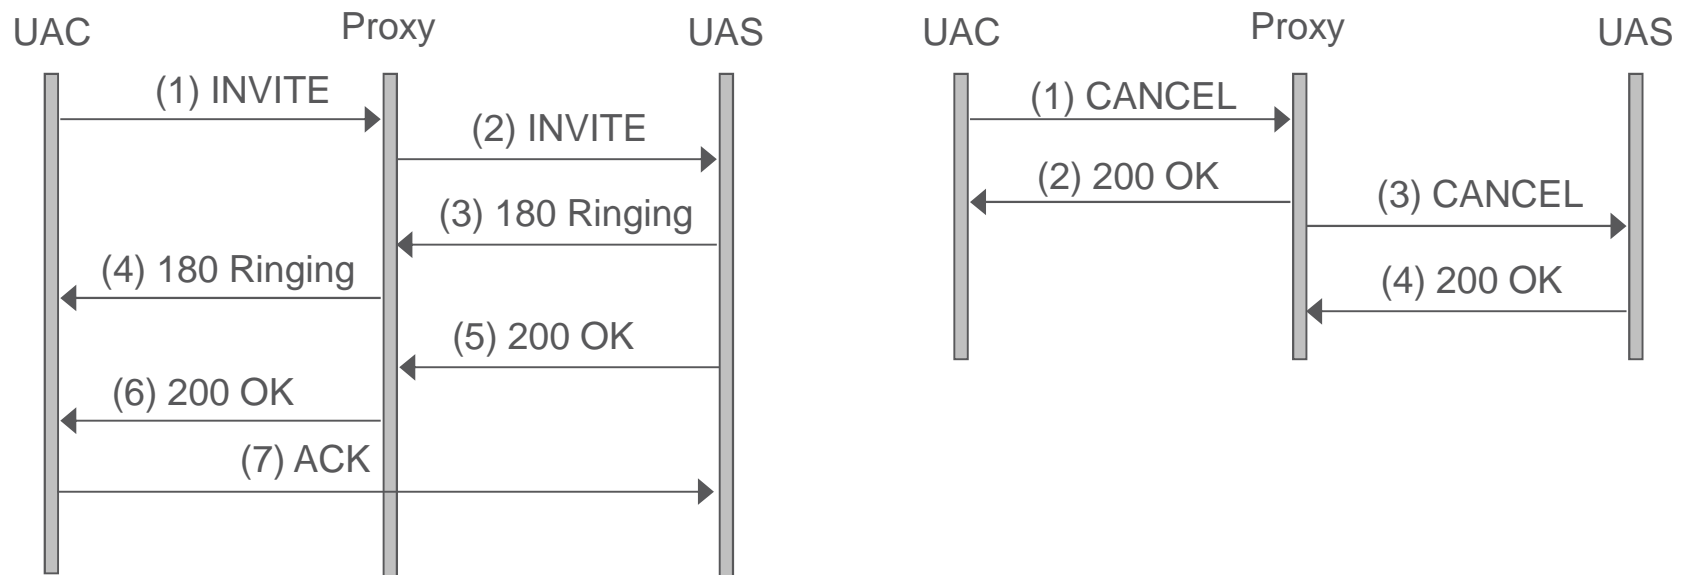 UAC
Proxy
UAS
(1) INVITE
(2) INVITE
(3) 180 Ringing
(4) 180 Ringing
(5) 200 OK
(6) 200 OK
(7) ACK
UAC
Proxy
UAS
(1) CANCEL
(2) 200 OK
(3) CANCEL
(4) 200 OK